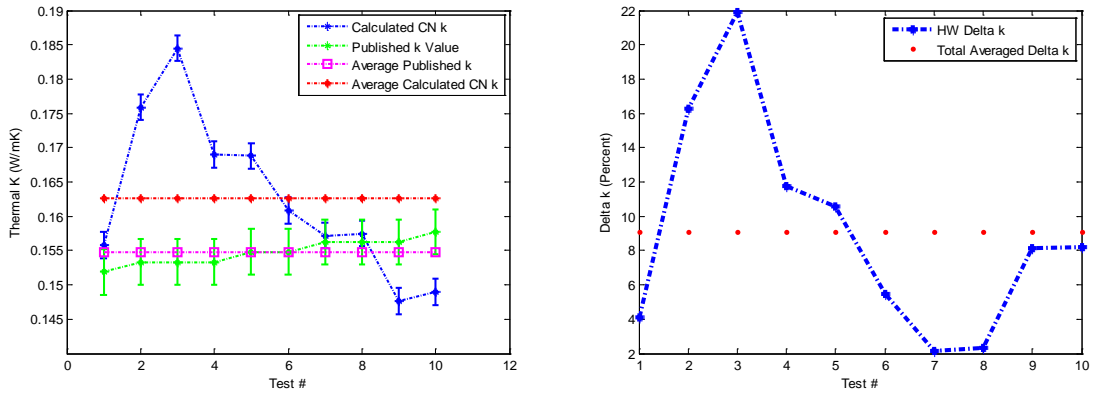 0.19
0.185
0.18
0.175
0.17
0.165
0.16
0.155
0.15
0.145
Thermal K (W/mK)
0 2 4 6 8 10 12
Test #
Calculated CN k
Published k Value
Average Published k
Average Calculated CN k
22
20
18
16
14
12
10
8
6
4
2
Delta k (Percent)
1 2 3 4 5 6 7 8 9 10
Test #
HW Delta k
Total Averaged Delta k